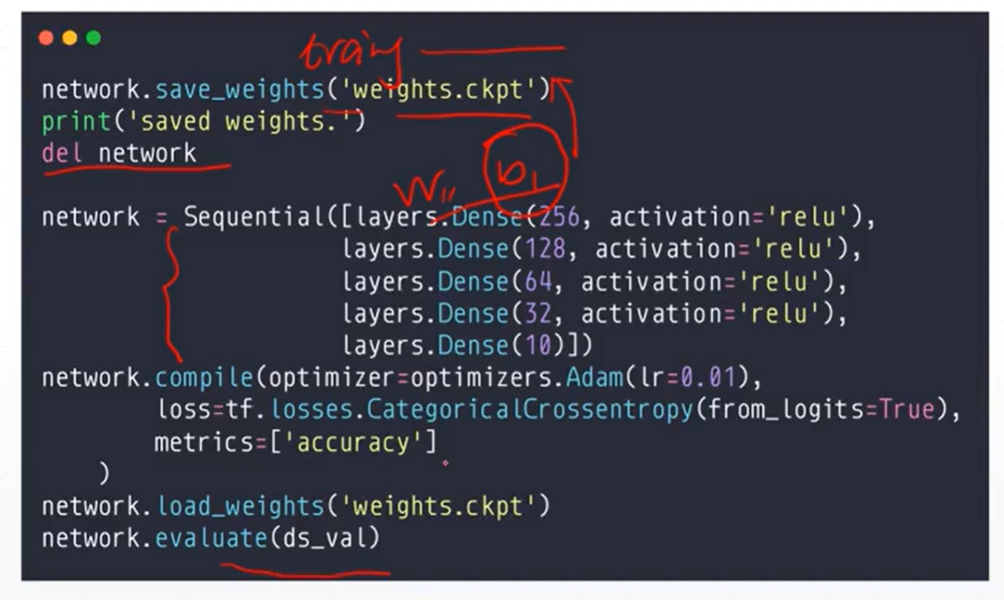 train
network.save_weights('weights.ckpt')
print('saved weights.')
del network
W₁₁ b₁
network = Sequential([layers.Dense(256, activation='relu'),
layers.Dense(128, activation='relu'),
layers.Dense(64, activation='relu'),
layers.Dense(32, activation='relu'),
layers.Dense(10)])
network.compile(optimizer=optimizers.Adam(lr=0.01),
loss=tf.losses.CategoricalCrossentropy(from_logits=True),
metrics=['accuracy']
)
network.load_weights('weights.ckpt')
network.evaluate(ds_val)